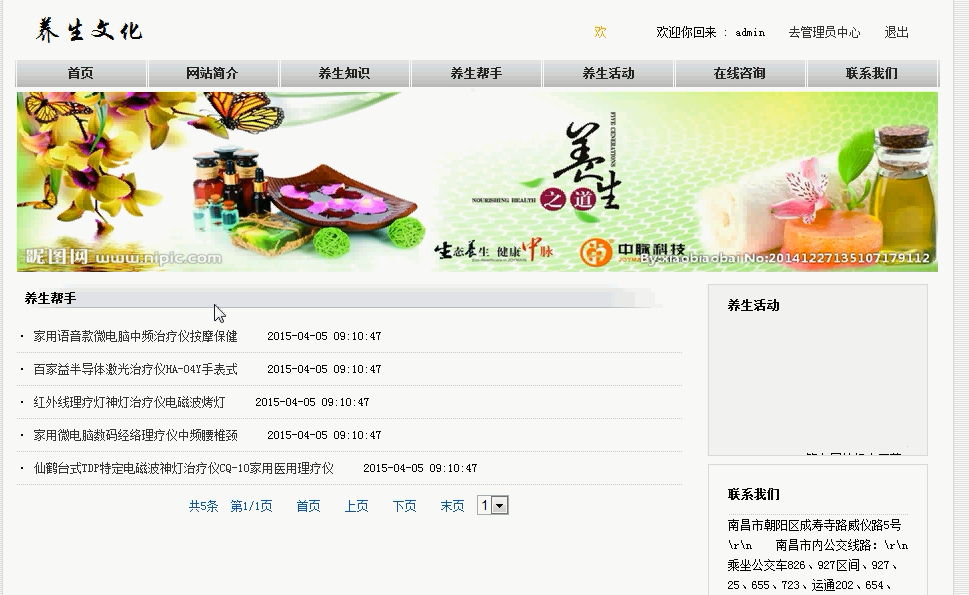 养生文化
欢 欢迎你回来 : admin 去管理员中心 退出
首页 网站简介 养生知识 养生帮手 养生活动 在线咨询 联系我们
FIVE GENERATIONS
养生
NOURISHING HEALTH 之道
生态养生 健康中脉 中脉科技
昵图网 www.nipic.com By:xiaobiaobai No:20141227135107179112
养生帮手
· 家用语音款微电脑中频治疗仪按摩保健 2015-04-05 09:10:47
· 百家益半导体激光治疗仪HA-04Y手表式 2015-04-05 09:10:47
· 红外线理疗灯神灯治疗仪电磁波烤灯 2015-04-05 09:10:47
· 家用微电脑数码经络理疗仪中频腰椎颈 2015-04-05 09:10:47
· 仙鹤台式TDP特定电磁波神灯治疗仪CQ-10家用医用理疗仪 2015-04-05 09:10:47
共5条 第1/1页 首页 上页 下页 末页 1
养生活动
联系我们
南昌市朝阳区成寿寺路威仪路5号
\r\n 南昌市内公交线路：\r\n
乘坐公交车826、927区间、927、
25、655、723、运通202、654、